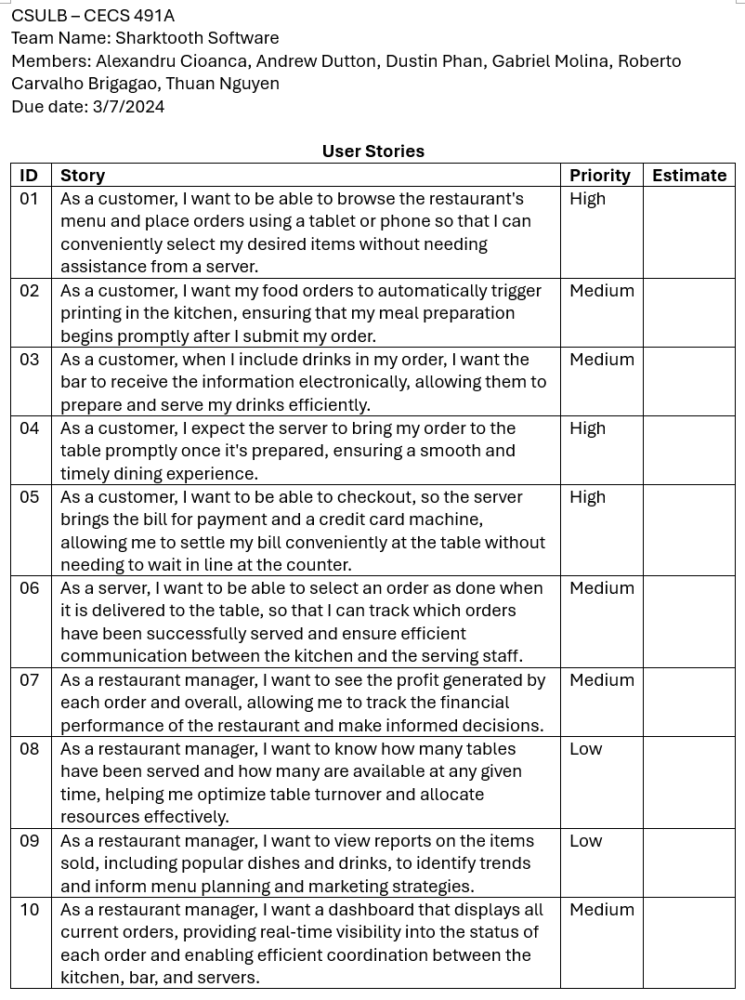 CSULB – CECS 491A
Team Name: Sharktooth Software
Members: Alexandru Cioanca, Andrew Dutton, Dustin Phan, Gabriel Molina, Roberto
Carvalho Brigagao, Thuan Nguyen
Due date: 3/7/2024
User Stories
ID Story Priority Estimate
01 As a customer, I want to be able to browse the restaurant's High
menu and place orders using a tablet or phone so that I can
conveniently select my desired items without needing
assistance from a server.
02 As a customer, I want my food orders to automatically trigger Medium
printing in the kitchen, ensuring that my meal preparation
begins promptly after I submit my order.
03 As a customer, when I include drinks in my order, I want the Medium
bar to receive the information electronically, allowing them to
prepare and serve my drinks efficiently.
04 As a customer, I expect the server to bring my order to the High
table promptly once it's prepared, ensuring a smooth and
timely dining experience.
05 As a customer, I want to be able to checkout, so the server High
brings the bill for payment and a credit card machine,
allowing me to settle my bill conveniently at the table without
needing to wait in line at the counter.
06 As a server, I want to be able to select an order as done when Medium
it is delivered to the table, so that I can track which orders
have been successfully served and ensure efficient
communication between the kitchen and the serving staff.
07 As a restaurant manager, I want to see the profit generated by Medium
each order and overall, allowing me to track the financial
performance of the restaurant and make informed decisions.
08 As a restaurant manager, I want to know how many tables Low
have been served and how many are available at any given
time, helping me optimize table turnover and allocate
resources effectively.
09 As a restaurant manager, I want to view reports on the items Low
sold, including popular dishes and drinks, to identify trends
and inform menu planning and marketing strategies.
10 As a restaurant manager, I want a dashboard that displays all Medium
current orders, providing real-time visibility into the status of
each order and enabling efficient coordination between the
kitchen, bar, and servers.